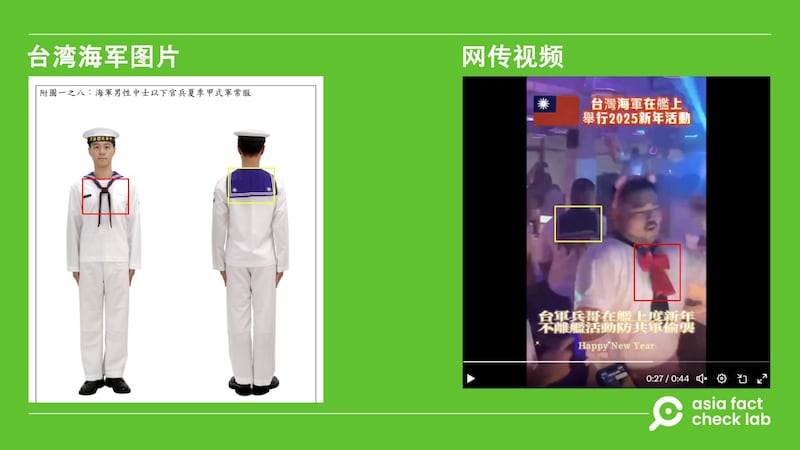 台湾海军图片
网传视频
附圖一之八：海軍男性中士以下官兵夏季甲式軍常服
台灣海軍在艦上
舉行2025新年活動
台軍兵哥在艦上度新年
不離艦活動防共軍偷襲
Happy New Year
0:27 / 0:44
asia fact
check lab